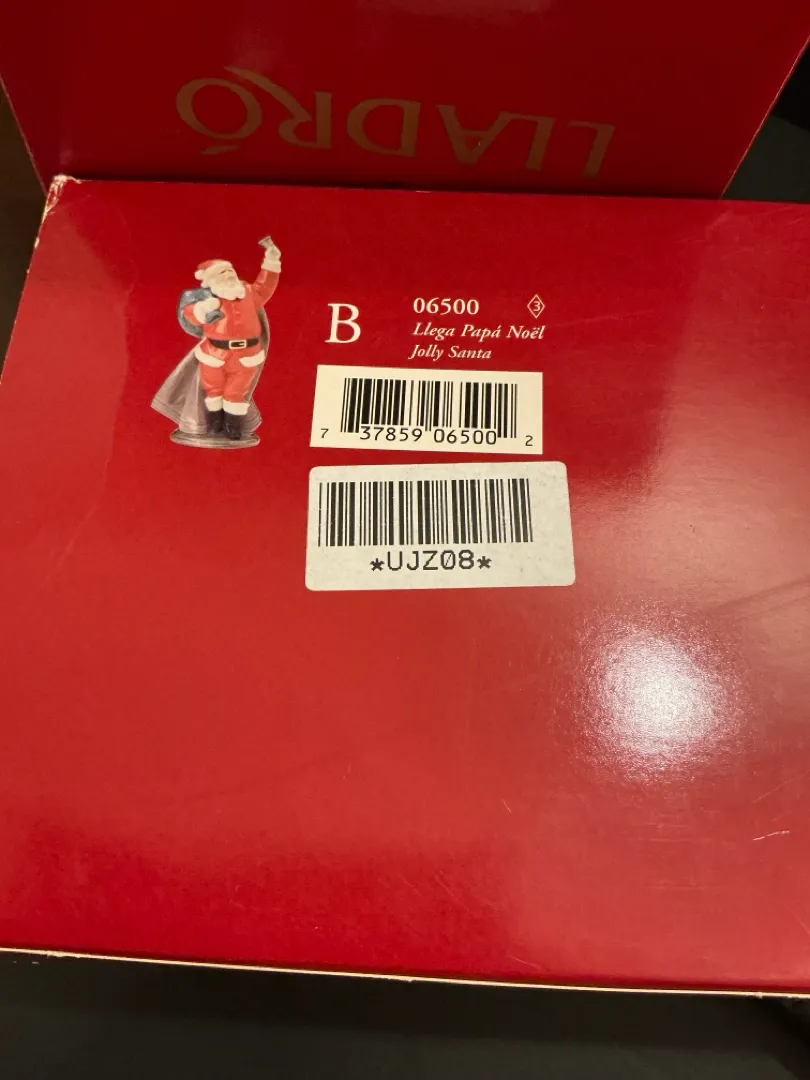 LLADRÓ
B
06500 3
Llega Papá Noël
Jolly Santa
7 37859 06500 2
*UJZ08*